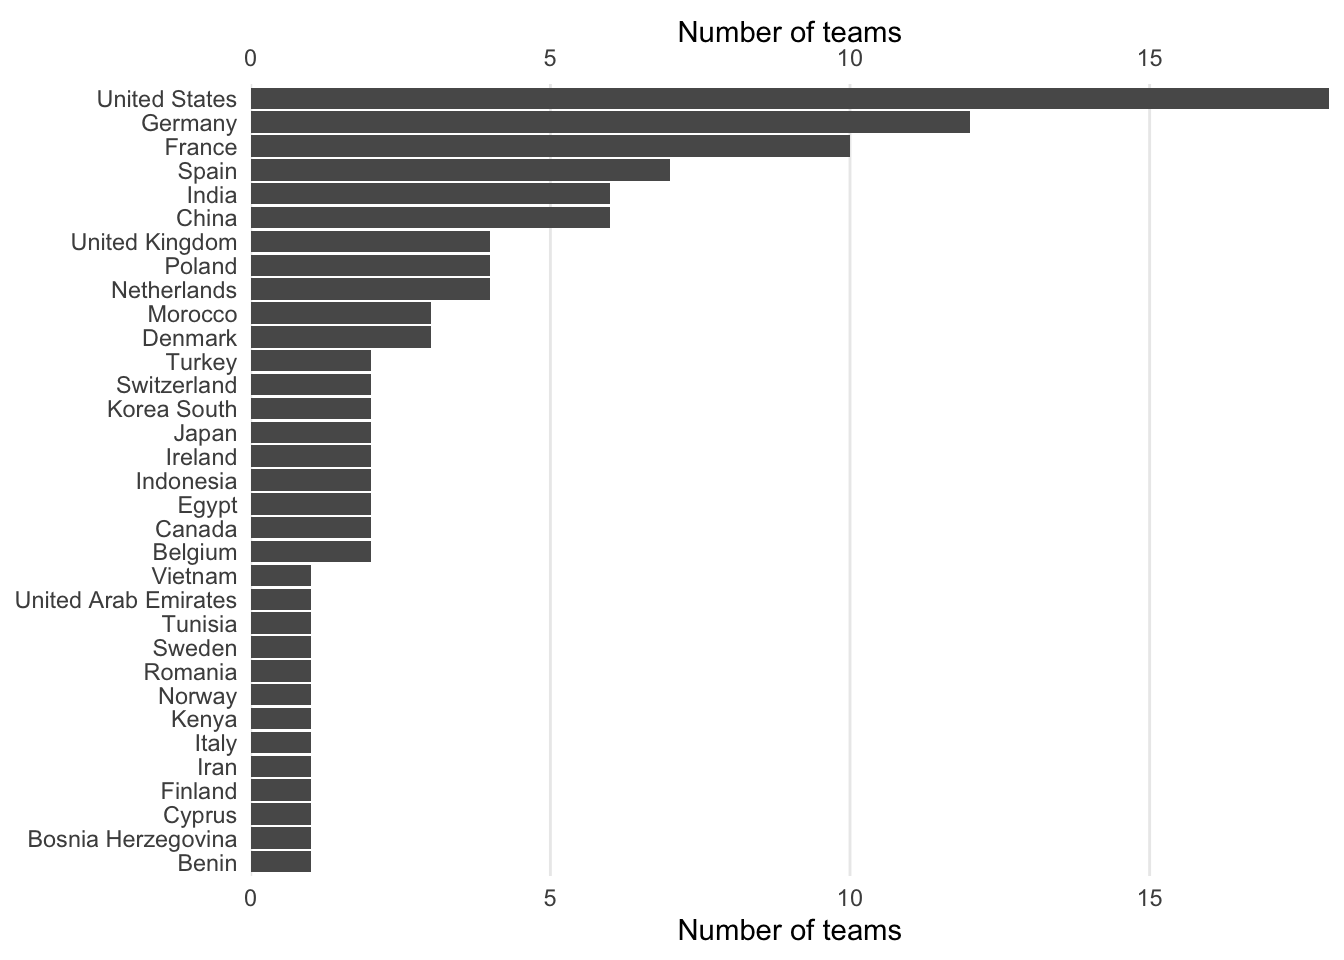 Number of teams
0 5 10 15
United States
Germany
France
Spain
India
China
United Kingdom
Poland
Netherlands
Morocco
Denmark
Turkey
Switzerland
Korea South
Japan
Ireland
Indonesia
Egypt
Canada
Belgium
Vietnam
United Arab Emirates
Tunisia
Sweden
Romania
Norway
Kenya
Italy
Iran
Finland
Cyprus
Bosnia Herzegovina
Benin
0 5 10 15
Number of teams